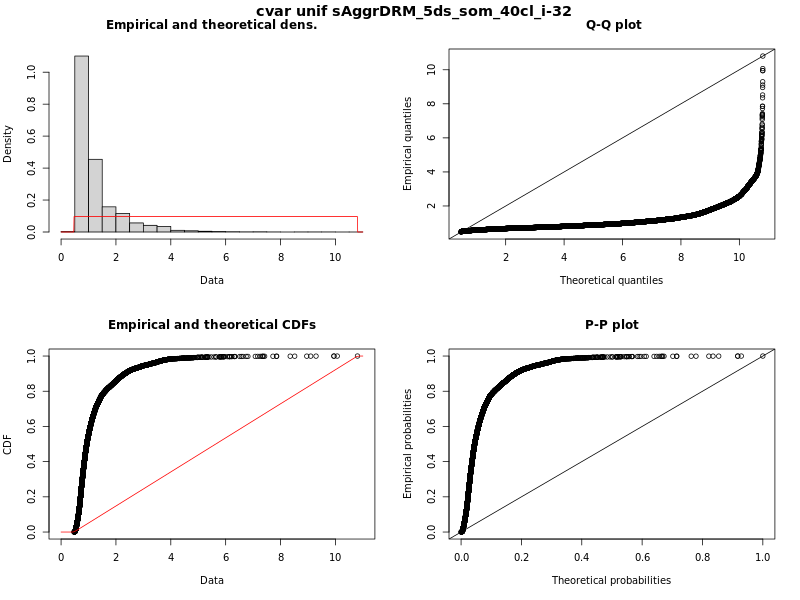 cvar unif sAggrDRM_5ds_som_40cl_i-32
Empirical and theoretical dens.
Density
0.0 0.2 0.4 0.6 0.8 1.0
0 2 4 6 8 10
Data
Q-Q plot
Empirical quantiles
2 4 6 8 10
2 4 6 8 10
Theoretical quantiles
Empirical and theoretical CDFs
CDF
0.0 0.2 0.4 0.6 0.8 1.0
0 2 4 6 8 10
Data
P-P plot
Empirical probabilities
0.0 0.2 0.4 0.6 0.8 1.0
0.0 0.2 0.4 0.6 0.8 1.0
Theoretical probabilities